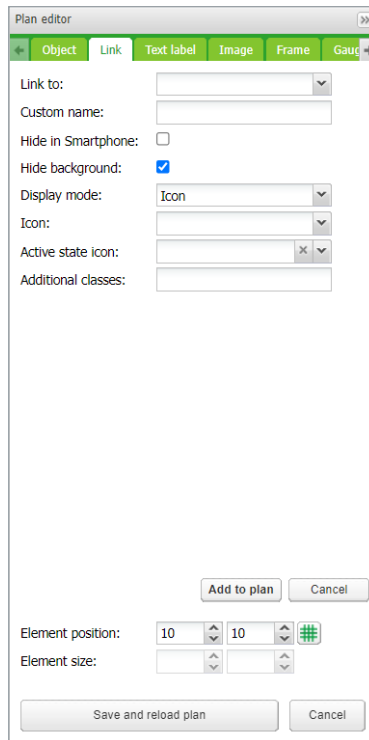 Plan editor
Object Link Text label Image Frame
Link to:
Custom name:
Hide in Smartphone:
Hide background:
Display mode: Icon
Icon:
Active state icon:
Additional classes:
Add to plan Cancel
Element position: 10 10
Element size:
Save and reload plan Cancel